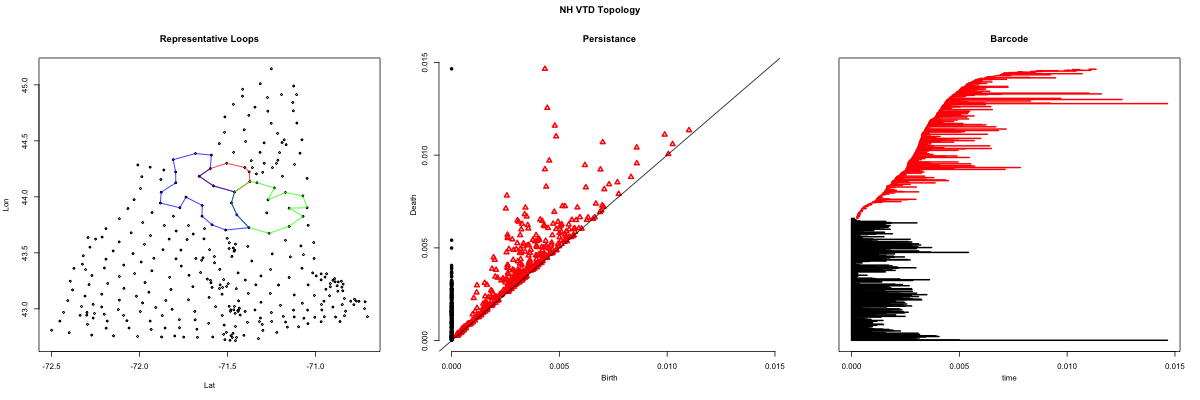 NH VTD Topology
Representative Loops
Lon
45.0
44.5
44.0
43.5
43.0
-72.5 -72.0 -71.5 -71.0
Lat
Persistance
Death
0.015
0.010
0.005
0.000
0.000 0.005 0.010 0.015
Birth
Barcode
0.000 0.005 0.010 0.015
time